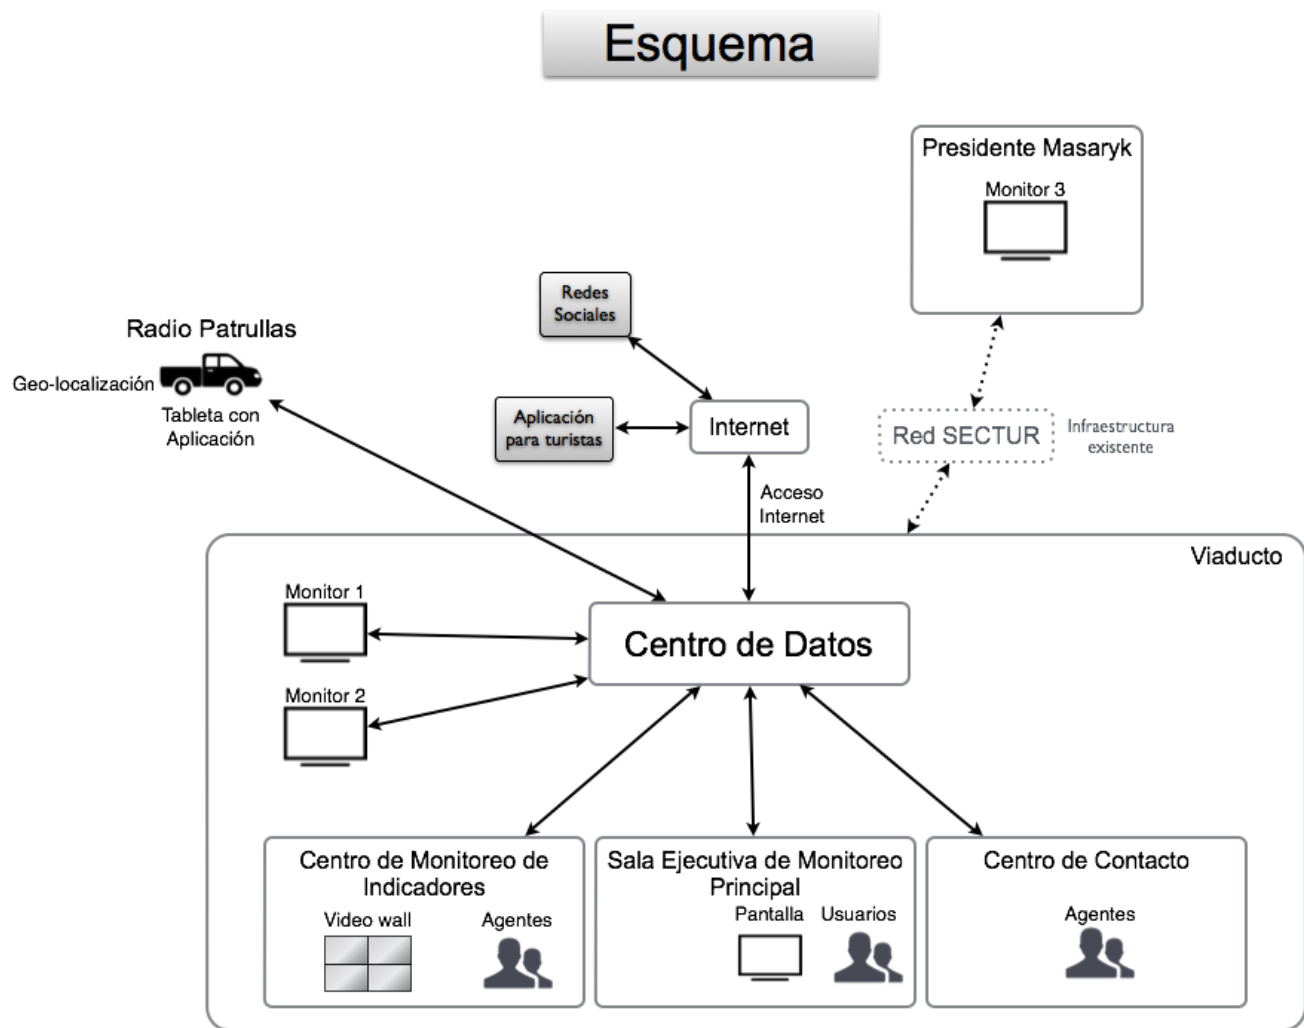 Esquema
Presidente Masaryk
Monitor 3
Redes
Sociales
Radio Patrullas
Geo-localización
Tableta con
Aplicación
Aplicación
para turistas
Internet
Red SECTUR
Infraestructura
existente
Acceso
Internet
Viaducto
Monitor 1
Centro de Datos
Monitor 2
Centro de Monitoreo de
Indicadores
Video wall
Agentes
Sala Ejecutiva de Monitoreo
Principal
Pantalla
Usuarios
Centro de Contacto
Agentes